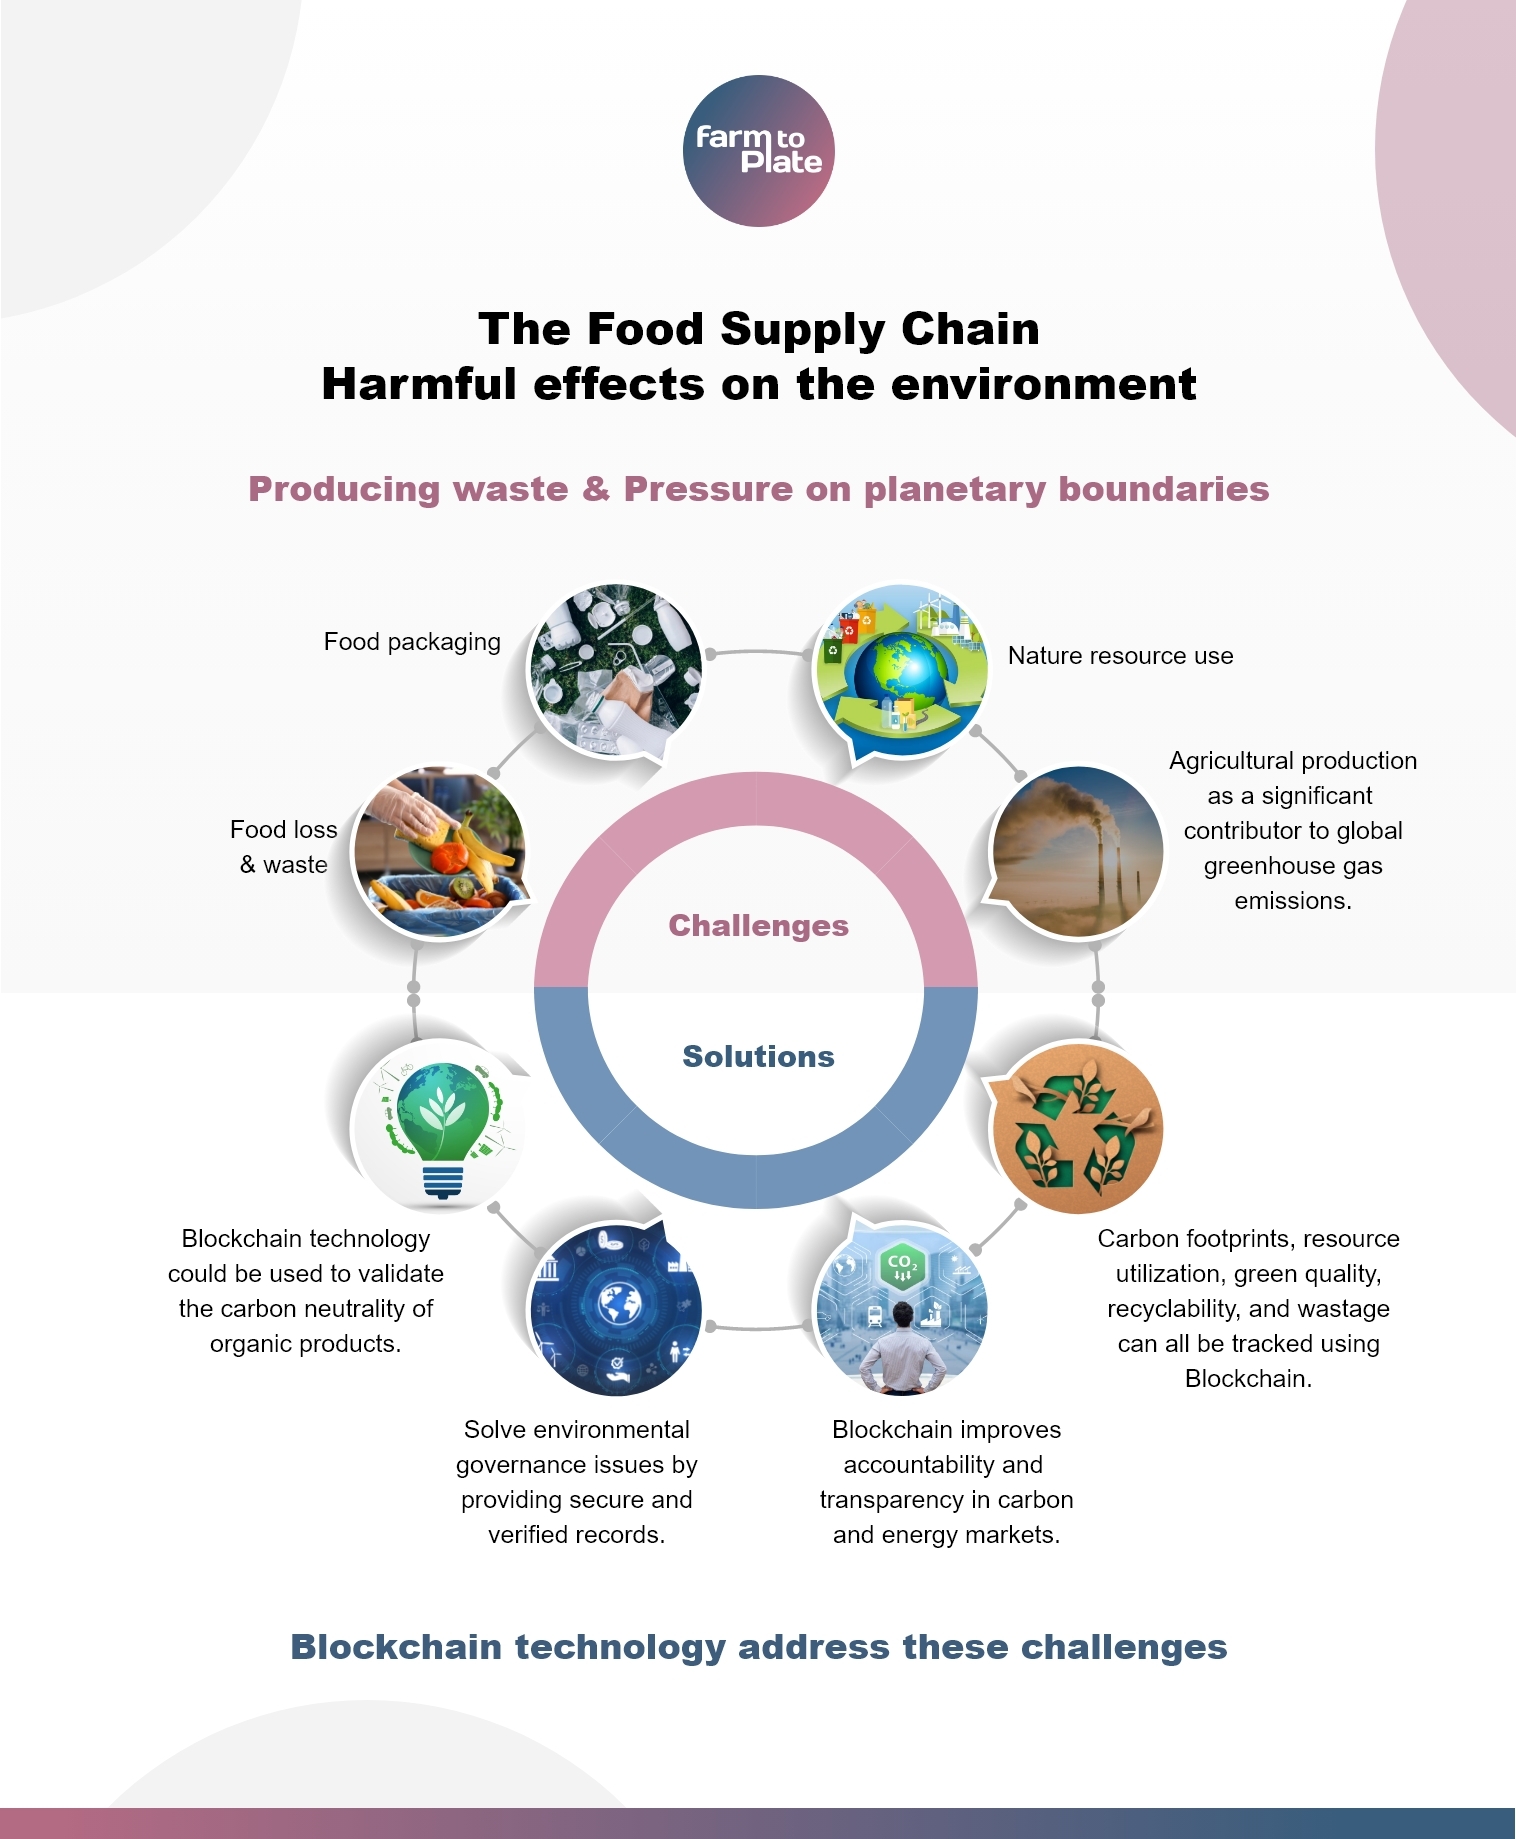 farm to
Plate
The Food Supply Chain
Harmful effects on the environment
Producing waste & Pressure on planetary boundaries
Food packaging
Nature resource use
Food loss
& waste
Agricultural production
as a significant
contributor to global
greenhouse gas
emissions.
Challenges
Solutions
Blockchain technology
could be used to validate
the carbon neutrality of
organic products.
Solve environmental
governance issues by
providing secure and
verified records.
CO2
Blockchain improves
accountability and
transparency in carbon
and energy markets.
Carbon footprints, resource
utilization, green quality,
recyclability, and wastage
can all be tracked using
Blockchain.
Blockchain technology address these challenges